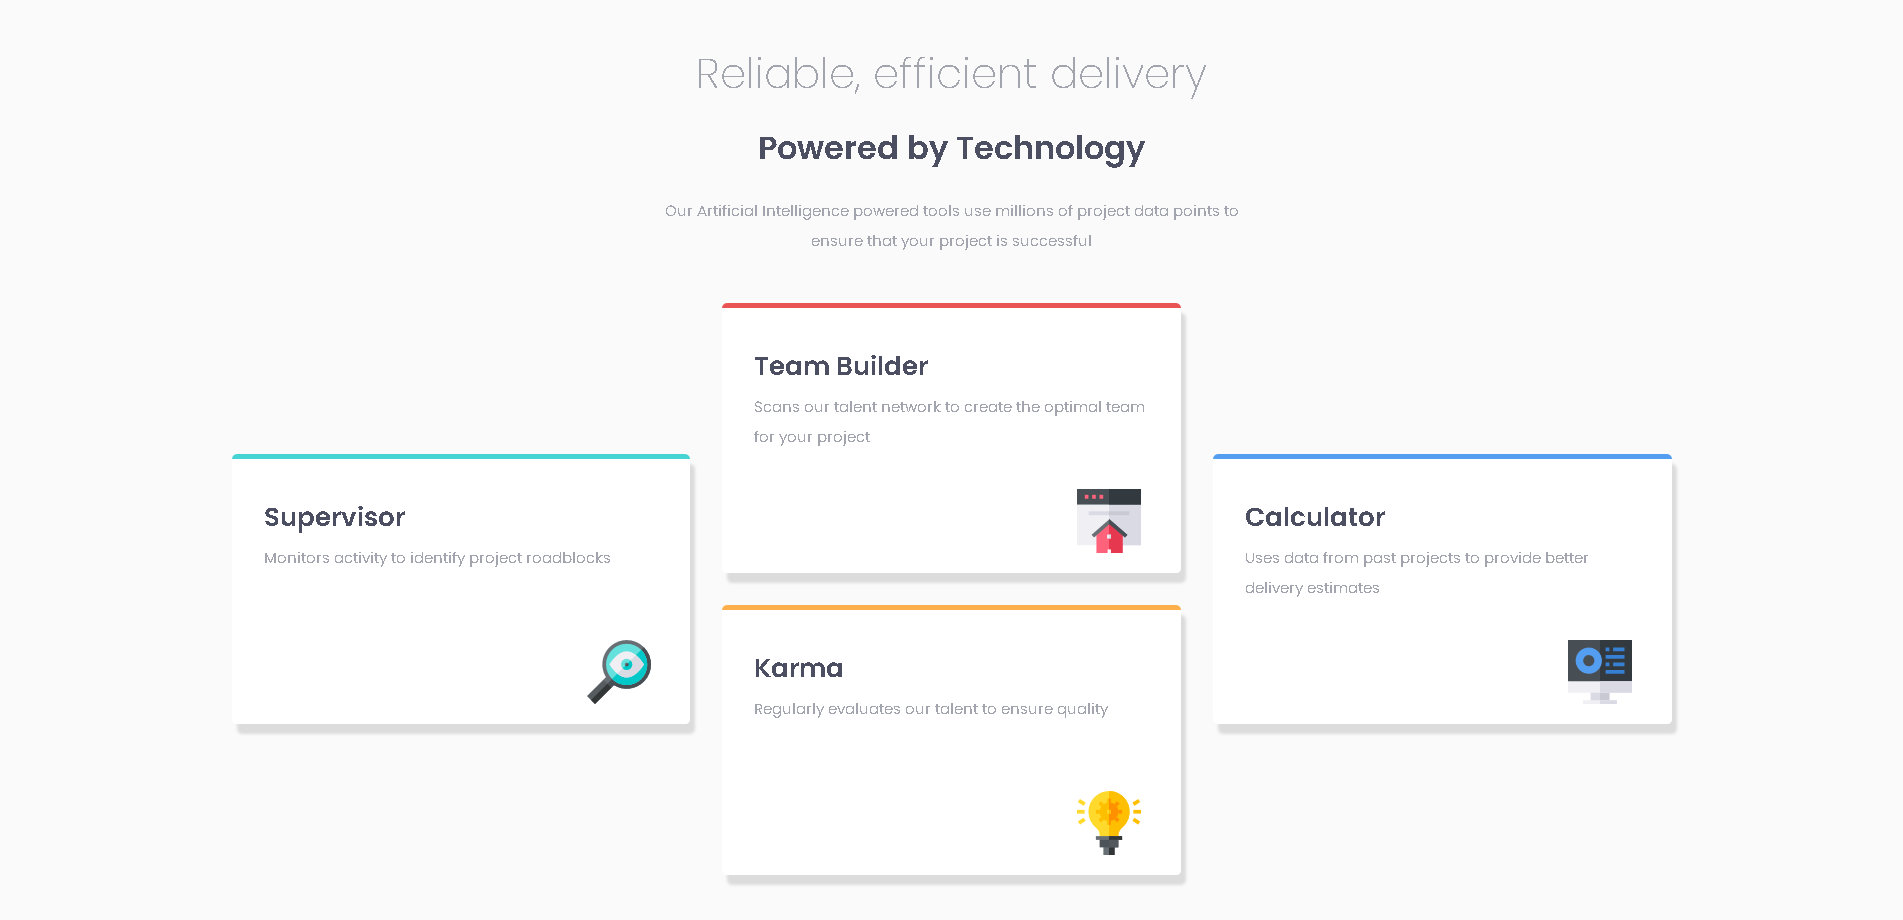 Reliable, efficient delivery
Powered by Technology
Our Artificial Intelligence powered tools use millions of project data points to
ensure that your project is successful
Supervisor
Monitors activity to identify project roadblocks
Team Builder
Scans our talent network to create the optimal team
for your project
Karma
Regularly evaluates our talent to ensure quality
Calculator
Uses data from past projects to provide better
delivery estimates